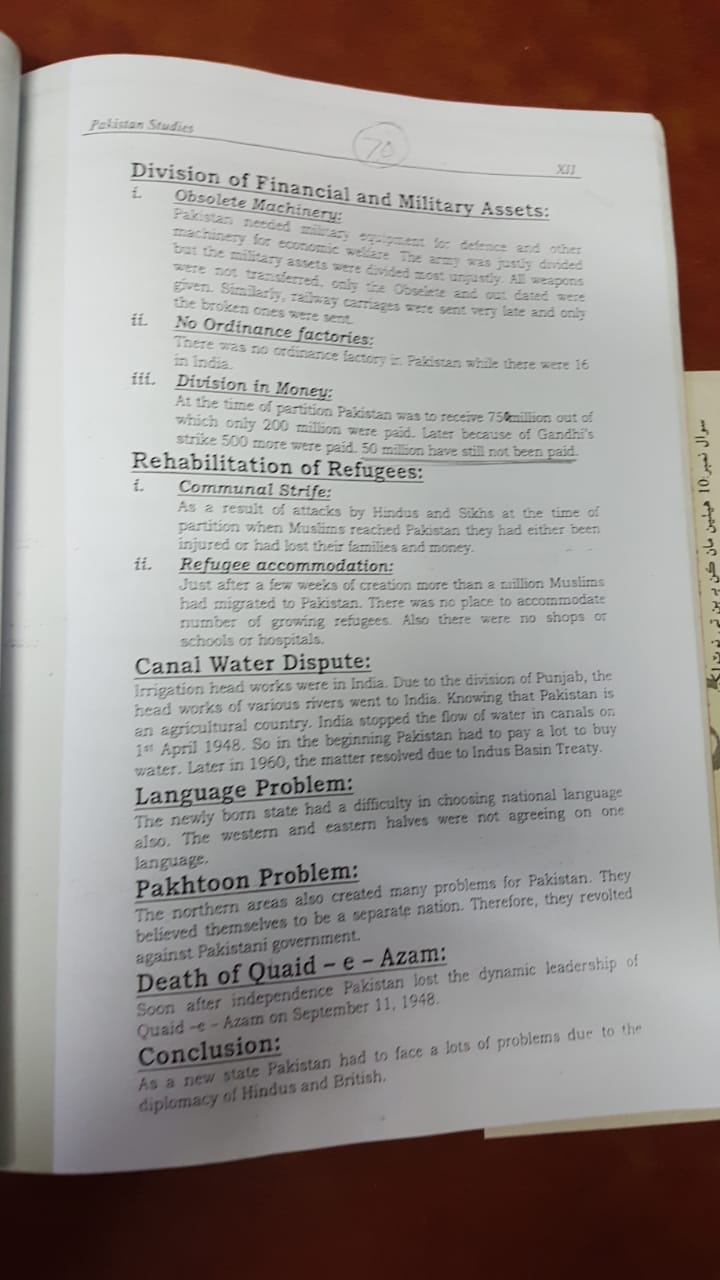 Pakistan Studies
70
XII
Division of Financial and Military Assets:
i. Obsolete Machinery:
Pakistan needed military equipment for defence and other
machinery for economic welfare The army was justly divided
but the military assets were divided most unjustly. All weapons
were not transferred, only the Obselete and out dated were
given. Similarly, railway carriages were sent very late and only
the broken ones were sent.
ii. No Ordinance factories:
There was no ordinance factory in Pakistan while there were 16
in India.
iii. Division in Money:
At the time of partition Pakistan was to receive 750million out of
which only 200 million were paid. Later because of Gandhi's
strike 500 more were paid. 50 million have still not been paid.
Rehabilitation of Refugees:
i. Communal Strife:
As a result of attacks by Hindus and Sikhs at the time of
partition when Muslims reached Pakistan they had either been
injured or had lost their families and money.
ii. Refugee accommodation:
Just after a few weeks of creation more than a million Muslims
had migrated to Pakistan. There was no place to accommodate
number of growing refugees. Also there were no shops or
schools or hospitals.
Canal Water Dispute:
Irrigation head works were in India. Due to the division of Punjab, the
head works of various rivers went to India. Knowing that Pakistan is
an agricultural country. India stopped the flow of water in canals on
1st April 1948. So in the beginning Pakistan had to pay a lot to buy
water. Later in 1960, the matter resolved due to Indus Basin Treaty.
Language Problem:
The newly born state had a difficulty in choosing national language
also. The western and eastern halves were not agreeing on one
language.
Pakhtoon Problem:
The northern areas also created many problems for Pakistan. They
believed themselves to be a separate nation. Therefore, they revolted
against Pakistani government.
Death of Quaid – e – Azam:
Soon after independence Pakistan lost the dynamic leadership of
Quaid –e – Azam on September 11, 1948.
Conclusion:
As a new state Pakistan had to face a lots of problems due to the
diplomacy of Hindus and British.
سوال نمبر 10